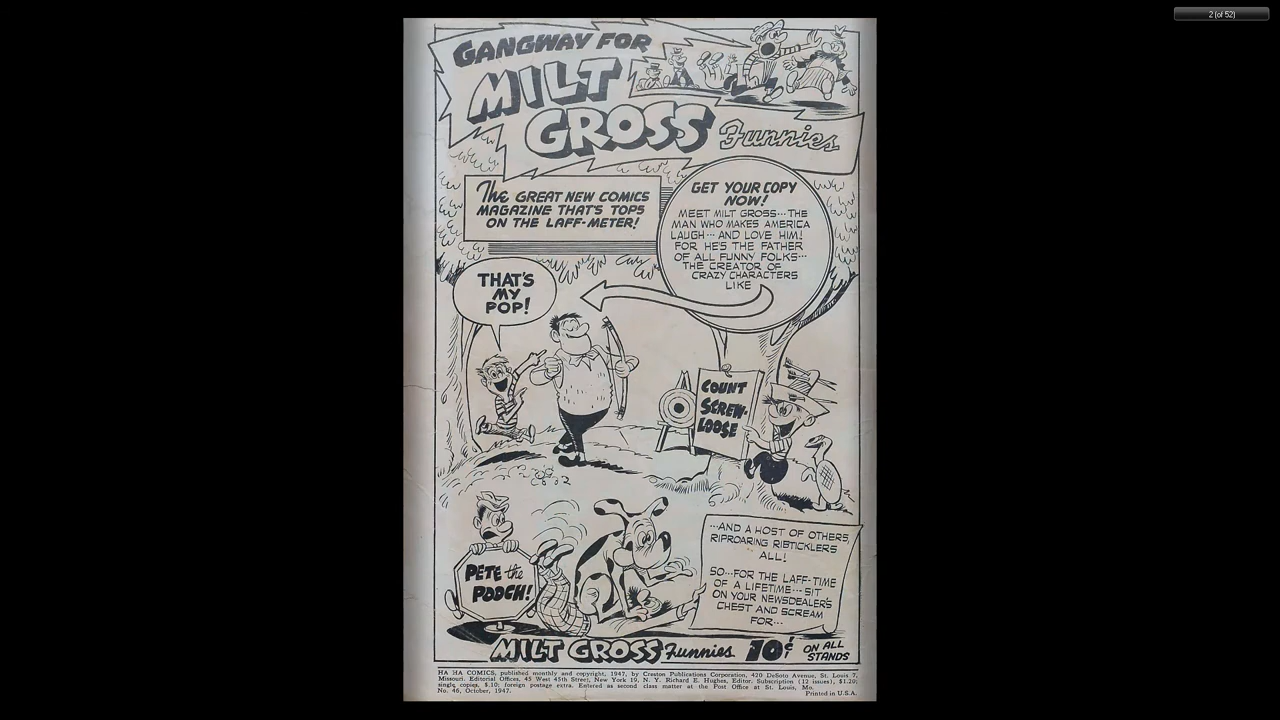 2 (of 52)
GANGWAY FOR
MILT
GROSS Funnies
The GREAT NEW COMICS
MAGAZINE THAT'S TOPS
ON THE LAFF-METER!
GET YOUR COPY
NOW!
MEET MILT GROSS---THE
MAN WHO MAKES AMERICA
LAUGH---AND LOVE HIM!
FOR HE'S THE FATHER
OF ALL FUNNY FOLKS---
THE CREATOR OF
CRAZY CHARACTERS
LIKE
THAT'S
MY
POP!
COUNT
SCREW-
LOOSE
PETE the
POOCH!
---AND A HOST OF OTHERS
RIPROARING RIBTICKLERS
ALL!
SO---FOR THE LAFF-TIME
OF A LIFETIME---SIT
ON YOUR NEWSDEALER'S
CHEST AND SCREAM
FOR---
MILT GROSS Funnies 10¢! ON ALL
STANDS
HA HA COMICS, published monthly and copyright, 1947, by Creston Publications Corporation, 420 DeSoto Avenue, St. Louis 7,
Missouri. Editorial Offices, 45 West 45th Street, New York 19, N. Y. Richard E. Hughes, Editor. Subscription (12 issues), $1.20;
single copies, $.10; foreign postage extra. Entered as second class matter at the Post Office at St. Louis, Mo.
No. 46, October, 1947. Printed in U.S.A.